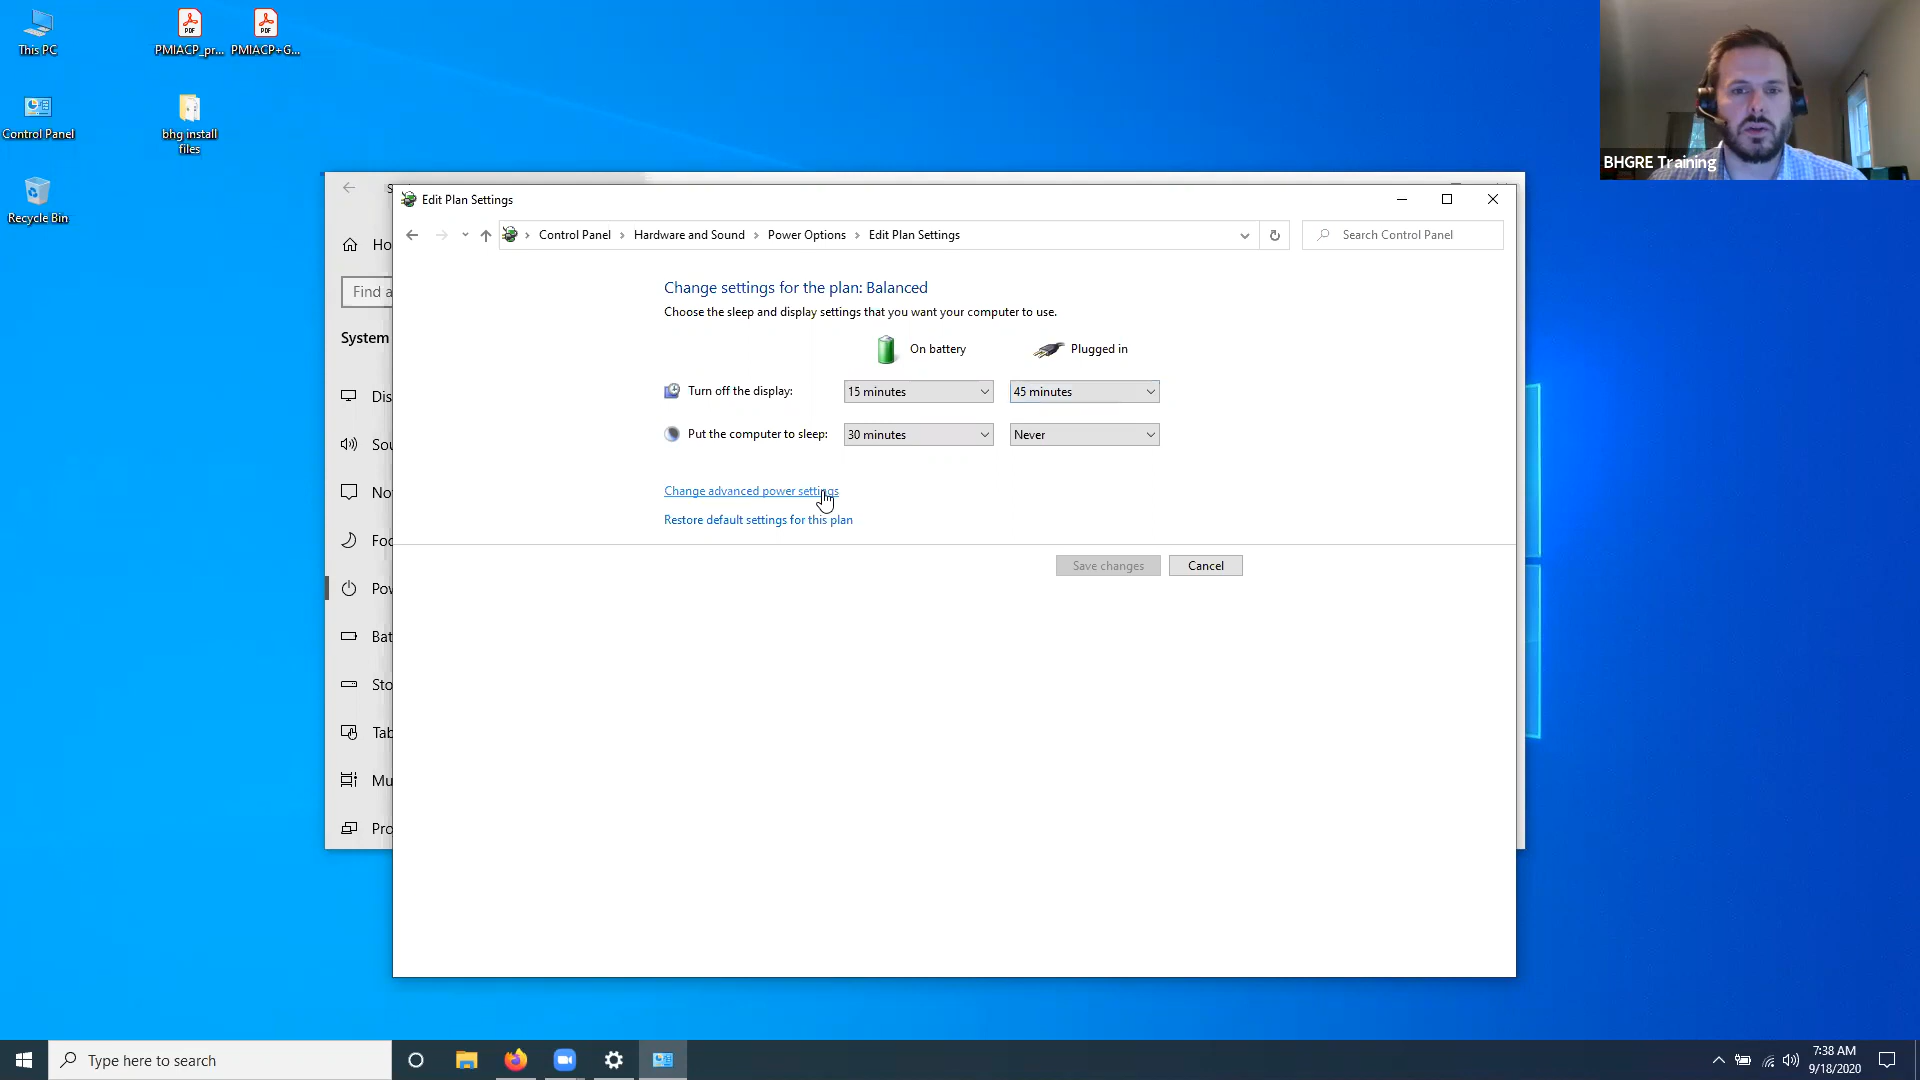 This PC
PMIACP_pr...
PMIACP+G...
Control Panel
bhg install
files
Recycle Bin
BHGRE Training
Edit Plan Settings
Control Panel
Hardware and Sound
Power Options
Edit Plan Settings
Search Control Panel
Ho
Find a
System
Dis
Sou
No
Foc
Pow
Bat
Sto
Tab
Mu
Pro
Change settings for the plan: Balanced
Choose the sleep and display settings that you want your computer to use.
On battery
Plugged in
Turn off the display:
15 minutes
45 minutes
Put the computer to sleep:
30 minutes
Never
Change advanced power settings
Restore default settings for this plan
Save changes
Cancel
Type here to search
7:38 AM
9/18/2020